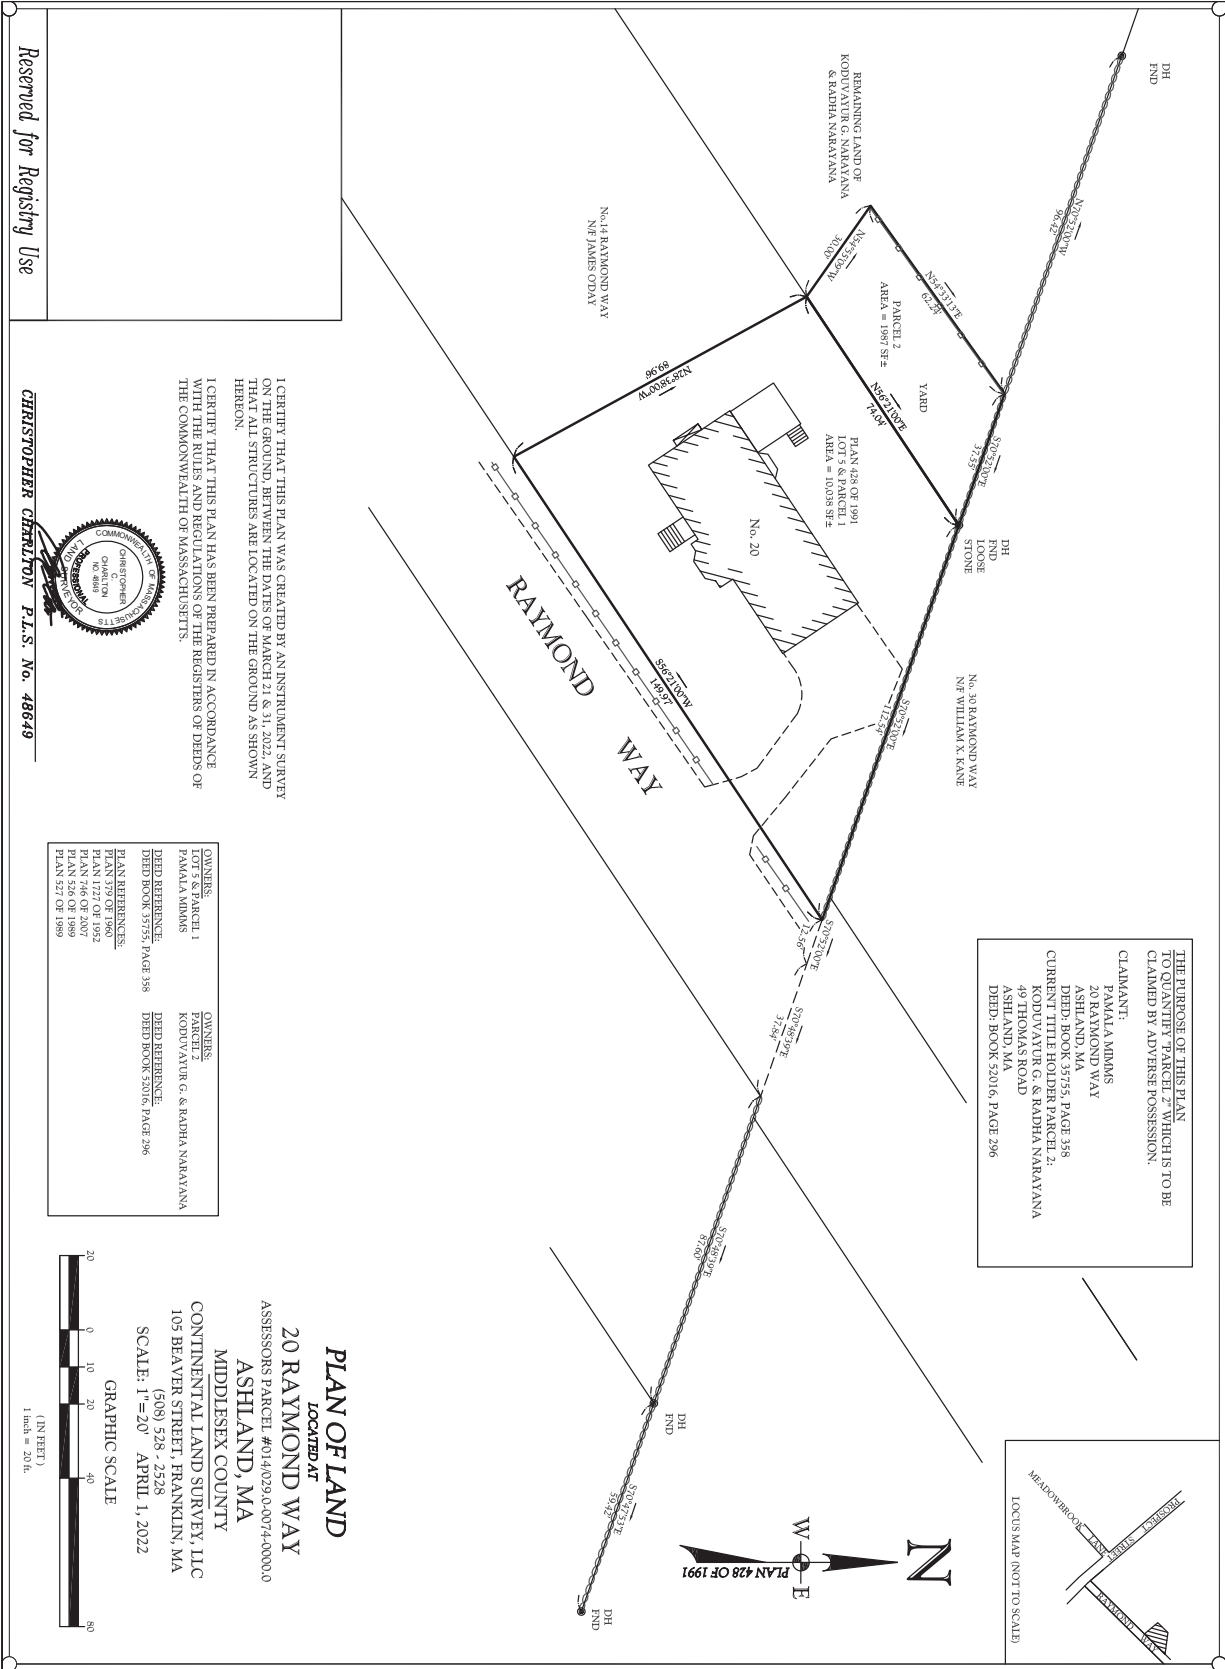 DH
FND
N70°52'00"W
96.42'
REMAINING LAND OF
KODUVAYUR G. NARAYANA
& RADHA NARAYANA
N54°55'09"W
30.00'
N54°33'13"E
62.24'
PARCEL 2
AREA = 1987 SF±
YARD
N56°21'00"E
74.04'
S70°52'00"E
37.55'
DH
FND
LOOSE
STONE
No.14 RAYMOND WAY
N/F JAMES O'DAY
N28°38'00"W
89.96'
PLAN 428 OF 1991
LOT 5 & PARCEL 1
AREA = 10,038 SF±
No. 20
No. 30 RAYMOND WAY
N/F WILLIAM X. KANE
S70°52'00"E
112.54'
S56°21'00"W
149.97'
RAYMOND WAY
S70°52'00"E
12.56'
S70°48'39"E
37.84'
S70°48'39"E
87.60'
DH
FND
S70°47'53"E
59.42'
DH
FND
THE PURPOSE OF THIS PLAN
TO QUANTIFY "PARCEL 2" WHICH IS TO BE
CLAIMED BY ADVERSE POSSESSION.
CLAIMANT:
PAMALA MIMMS
20 RAYMOND WAY
ASHLAND, MA
DEED: BOOK 35755, PAGE 358
CURRENT TITLE HOLDER PARCEL 2:
KODUVAYUR G. & RADHA NARAYANA
49 THOMAS ROAD
ASHLAND, MA
DEED: BOOK 52016, PAGE 296
PROSPECT STREET
MEADOWBROOK LANE
RAYMOND WAY
LOCUS MAP (NOT TO SCALE)
N
W
E
PLAN 428 OF 1991
Reserved for Registry Use
I CERTIFY THAT THIS PLAN WAS CREATED BY AN INSTRUMENT SURVEY
ON THE GROUND, BETWEEN THE DATES OF MARCH 21 & 31, 2022, AND
THAT ALL STRUCTURES ARE LOCATED ON THE GROUND AS SHOWN
HEREON.
I CERTIFY THAT THIS PLAN HAS BEEN PREPARED IN ACCORDANCE
WITH THE RULES AND REGULATIONS OF THE REGISTERS OF DEEDS OF
THE COMMONWEALTH OF MASSACHUSETTS.
COMMONWEALTH OF MASSACHUSETTS
CHRISTOPHER
C.
CHARLTON
NO. 48649
PROFESSIONAL
LAND SURVEYOR
CHRISTOPHER CHARLTON P.L.S. No. 48649
OWNERS:
LOT 5 & PARCEL 1
PAMALA MIMMS
DEED REFERENCE:
DEED BOOK 35755, PAGE 358
PLAN REFERENCES:
PLAN 379 OF 1960
PLAN 1727 OF 1952
PLAN 746 OF 2007
PLAN 526 OF 1989
PLAN 527 OF 1989
OWNERS:
PARCEL 2
KODUVAYUR G. & RADHA NARAYANA
DEED REFERENCE:
DEED BOOK 52016, PAGE 296
PLAN OF LAND
LOCATED AT
20 RAYMOND WAY
ASSESSORS PARCEL #014/029.0-0074-0000.0
ASHLAND, MA
MIDDLESEX COUNTY
CONTINENTAL LAND SURVEY, LLC
105 BEAVER STREET, FRANKLIN, MA
(508) 528 - 2528
SCALE: 1"=20' APRIL 1, 2022
GRAPHIC SCALE
20 0 10 20 40 80
( IN FEET )
1 inch = 20 ft.